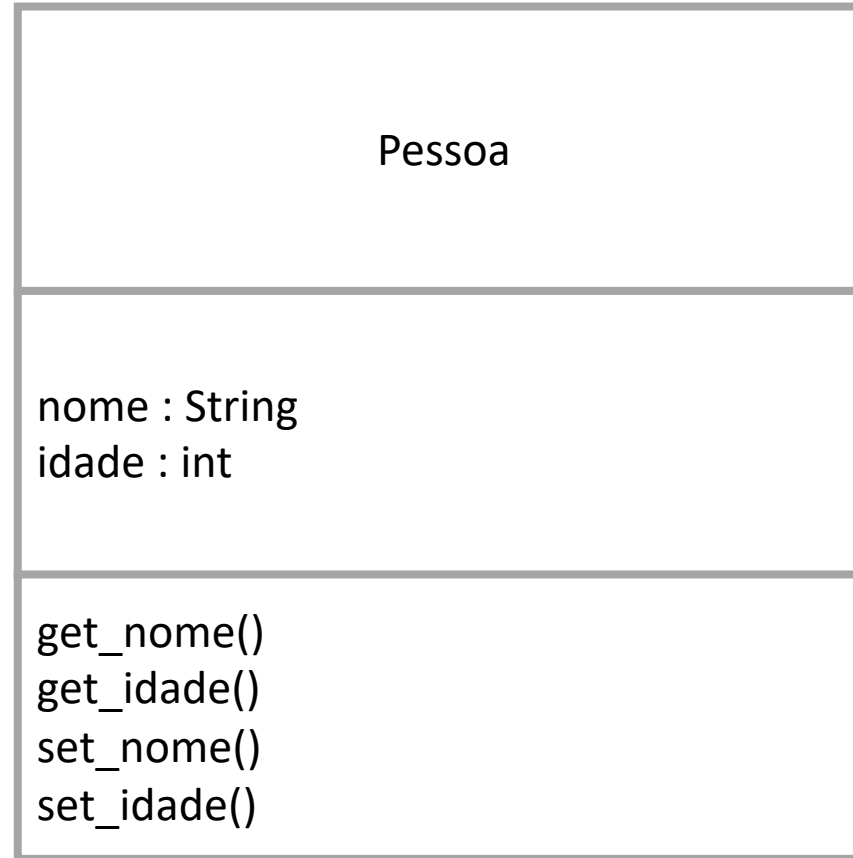 Pessoa
nome : String
idade : int
get_nome()
get_idade()
set_nome()
set_idade()